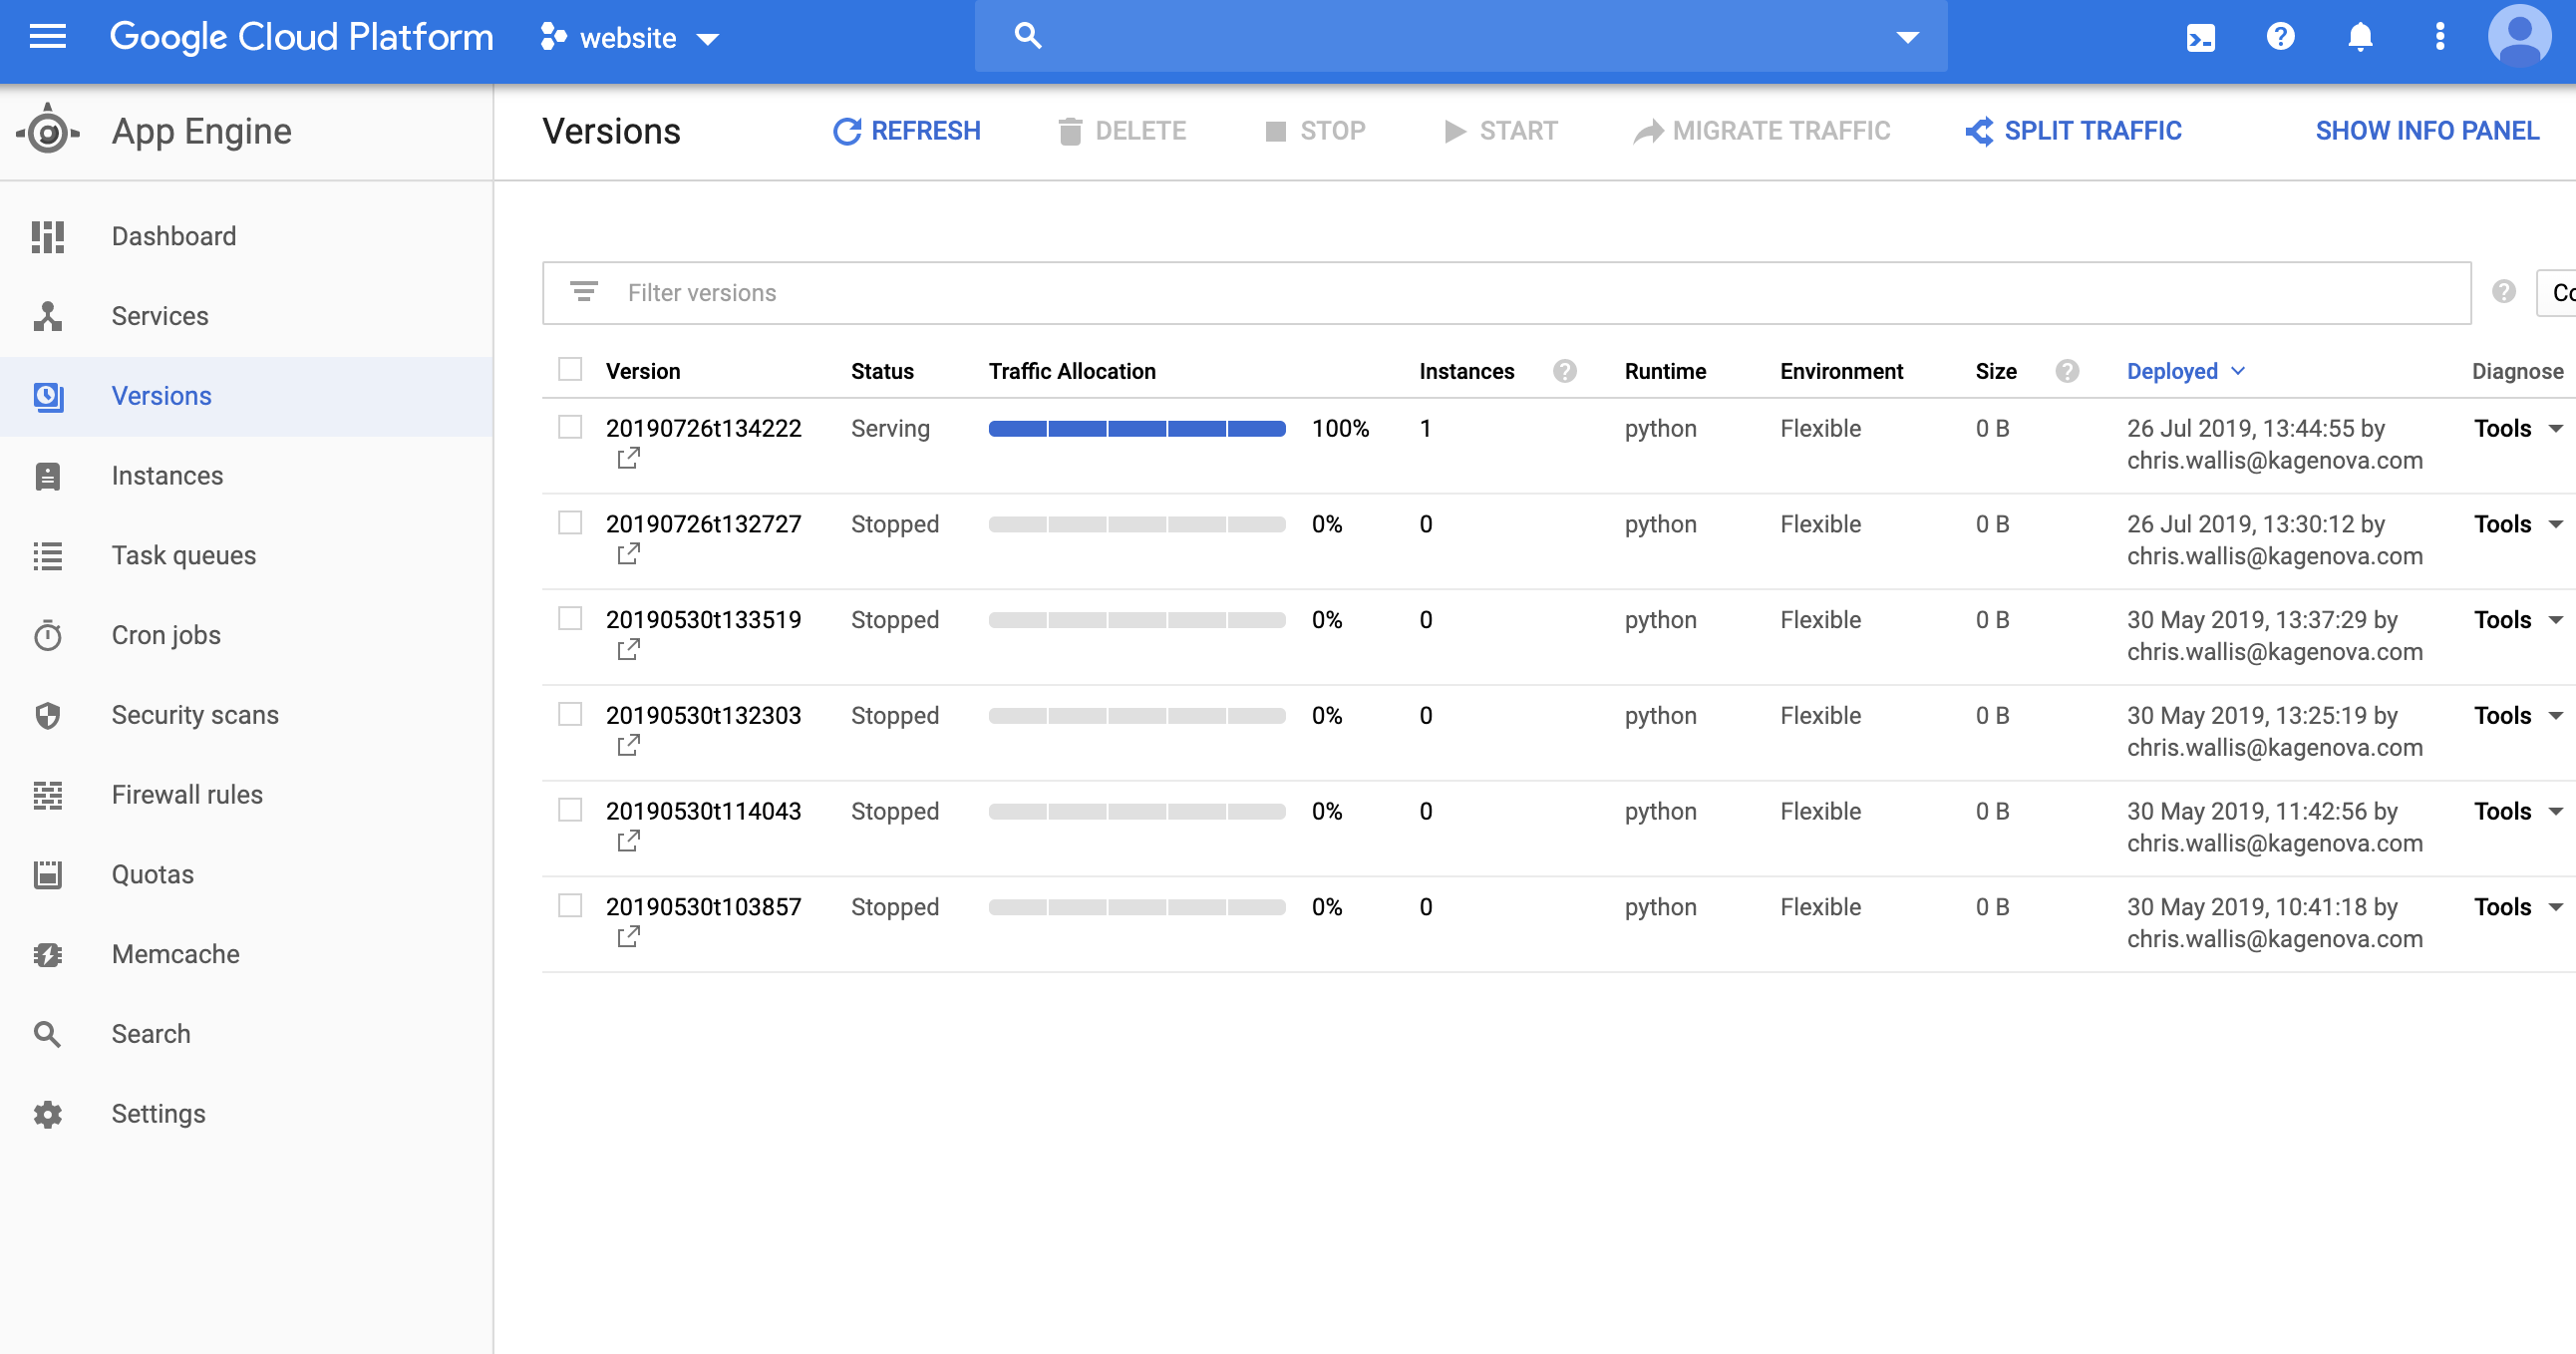 Google Cloud Platform website
App Engine
Versions REFRESH DELETE STOP START MIGRATE TRAFFIC SPLIT TRAFFIC SHOW INFO PANEL
Dashboard
Services
Versions
Instances
Task queues
Cron jobs
Security scans
Firewall rules
Quotas
Memcache
Search
Settings
Filter versions
Version Status Traffic Allocation Instances Runtime Environment Size Deployed Diagnose
20190726t134222 Serving 100% 1 python Flexible 0 B 26 Jul 2019, 13:44:55 by Tools
chris.wallis@kagenova.com
20190726t132727 Stopped 0% 0 python Flexible 0 B 26 Jul 2019, 13:30:12 by Tools
chris.wallis@kagenova.com
20190530t133519 Stopped 0% 0 python Flexible 0 B 30 May 2019, 13:37:29 by Tools
chris.wallis@kagenova.com
20190530t132303 Stopped 0% 0 python Flexible 0 B 30 May 2019, 13:25:19 by Tools
chris.wallis@kagenova.com
20190530t114043 Stopped 0% 0 python Flexible 0 B 30 May 2019, 11:42:56 by Tools
chris.wallis@kagenova.com
20190530t103857 Stopped 0% 0 python Flexible 0 B 30 May 2019, 10:41:18 by Tools
chris.wallis@kagenova.com